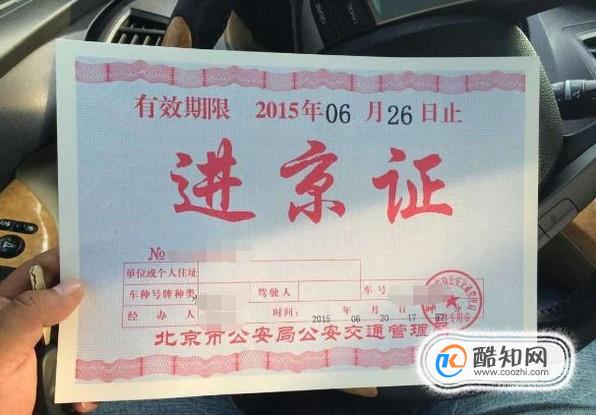 有效期限 2015年06月26日止
进京证
№
单位或个人住址
车种号牌种类 驾驶人 车号
经办人 时间: 2015 年 06 月 20 日 17
北京市公安局公安交通管理
酷知网
www.coozhi.com